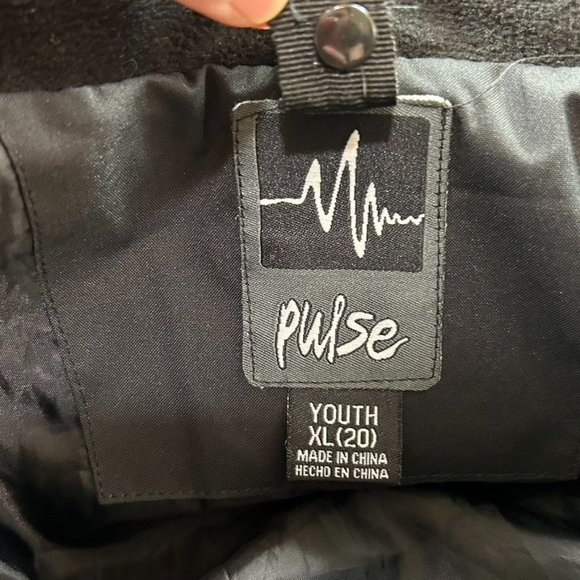 pulse
YOUTH
XL(20)
MADE IN CHINA
HECHO EN CHINA